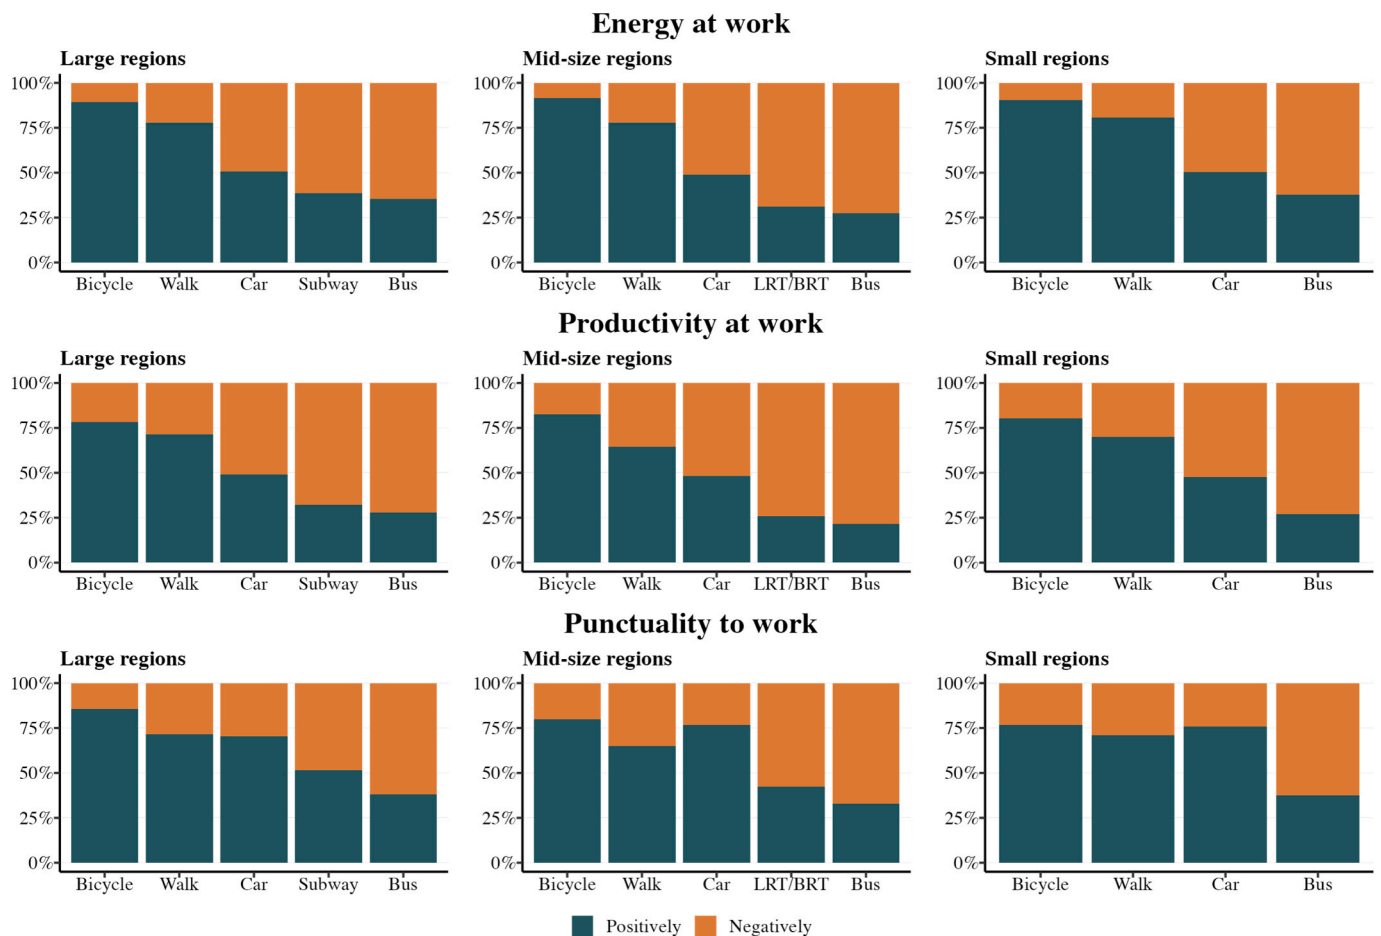 Energy at work
Large regions
Mid-size regions
Small regions
100%
75%
50%
25%
0%
Bicycle Walk Car Subway Bus
100%
75%
50%
25%
0%
Bicycle Walk Car LRT/BRT Bus
100%
75%
50%
25%
0%
Bicycle Walk Car Bus
Productivity at work
Large regions
Mid-size regions
Small regions
100%
75%
50%
25%
0%
Bicycle Walk Car Subway Bus
100%
75%
50%
25%
0%
Bicycle Walk Car LRT/BRT Bus
100%
75%
50%
25%
0%
Bicycle Walk Car Bus
Punctuality to work
Large regions
Mid-size regions
Small regions
100%
75%
50%
25%
0%
Bicycle Walk Car Subway Bus
100%
75%
50%
25%
0%
Bicycle Walk Car LRT/BRT Bus
100%
75%
50%
25%
0%
Bicycle Walk Car Bus
Positively Negatively